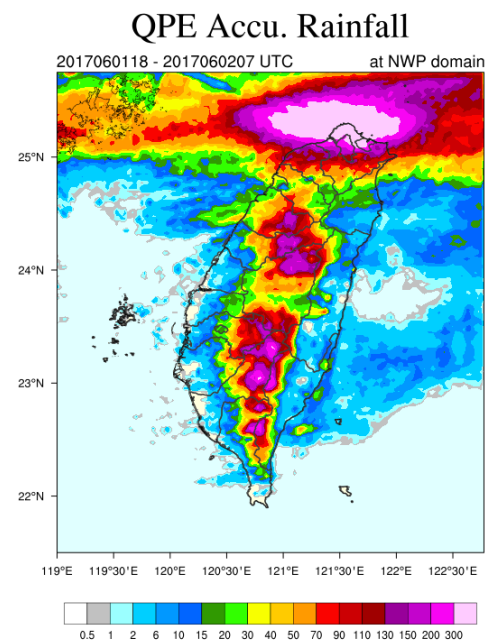 QPE Accu. Rainfall
2017060118 - 2017060207 UTC at NWP domain
25°N
24°N
23°N
22°N
119°E 119°30'E 120°E 120°30'E 121°E 121°30'E 122°E 122°30'E
0.5 1 2 6 10 15 20 30 40 50 70 90 110 130 150 200 300